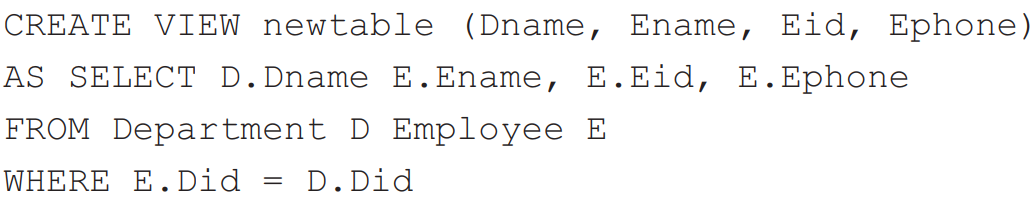 CREATE VIEW newtable (Dname, Ename, Eid, Ephone)
AS SELECT D.Dname E.Ename, E.Eid, E.Ephone
FROM Department D Employee E
WHERE E.Did = D.Did